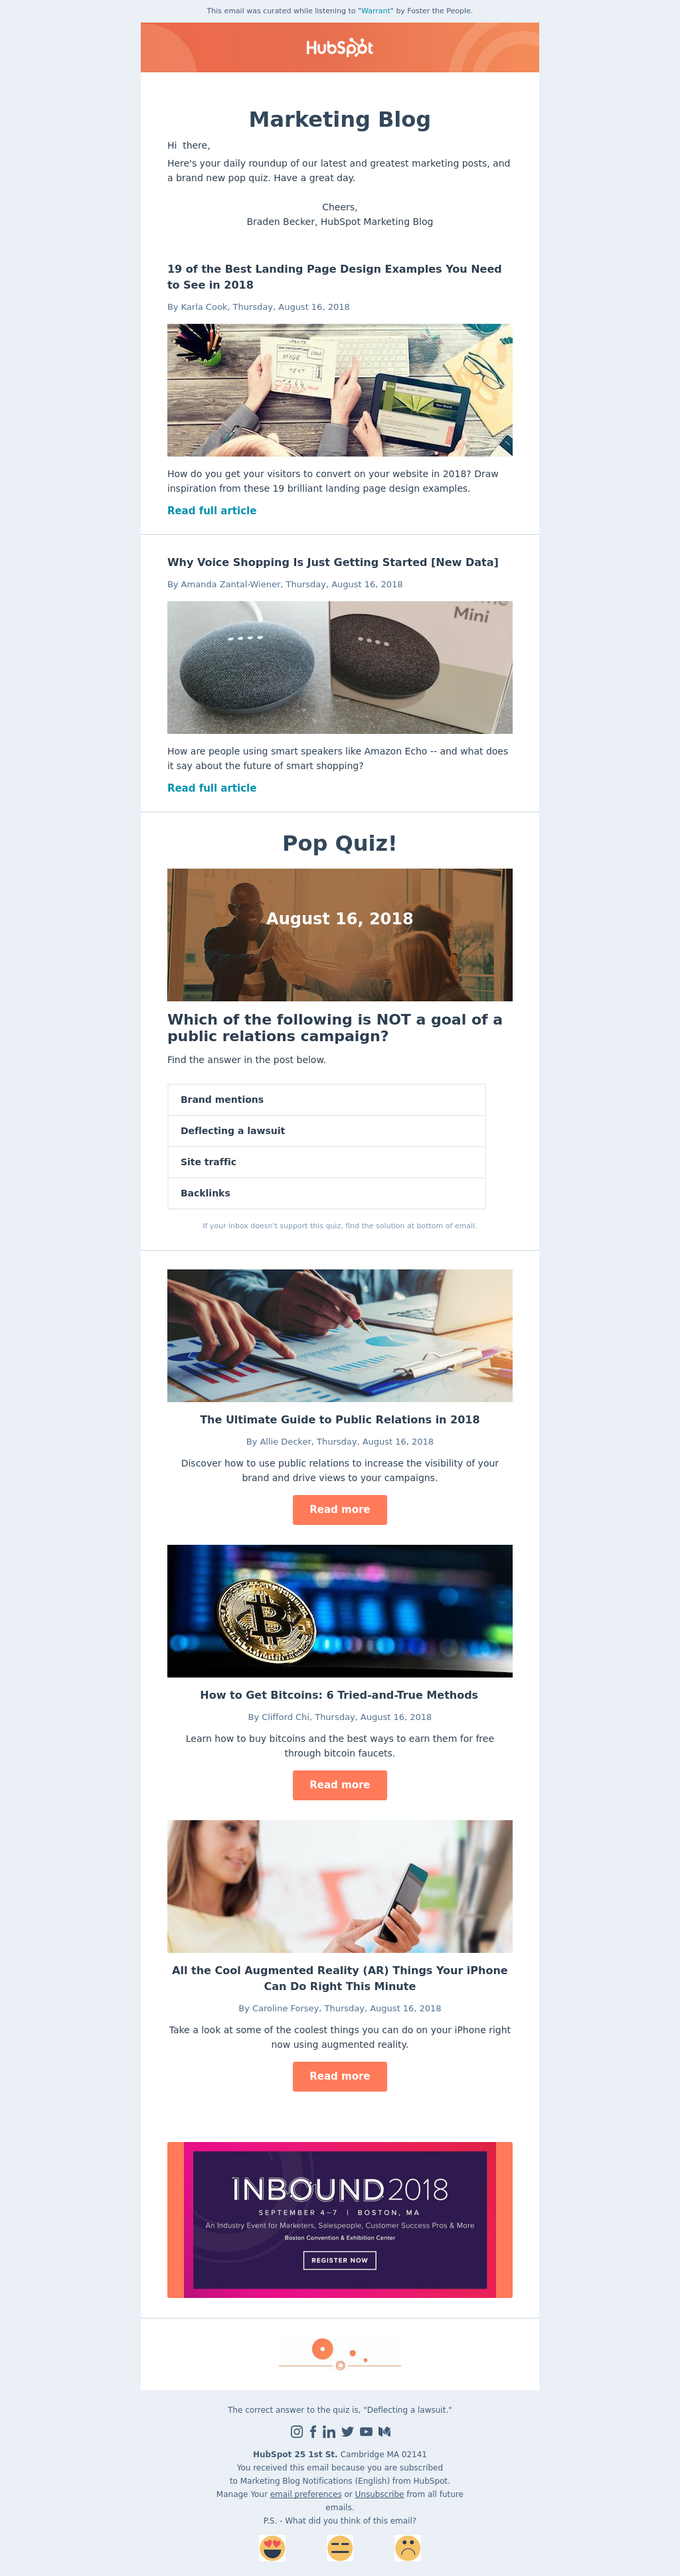 This email was curated while listening to "Warrant" by Foster the People.
HubSpot
Marketing Blog
Hi there,
Here's your daily roundup of our latest and greatest marketing posts, and
a brand new pop quiz. Have a great day.
Cheers,
Braden Becker, HubSpot Marketing Blog
19 of the Best Landing Page Design Examples You Need
to See in 2018
By Karla Cook, Thursday, August 16, 2018
How do you get your visitors to convert on your website in 2018? Draw
inspiration from these 19 brilliant landing page design examples.
Read full article
Why Voice Shopping Is Just Getting Started [New Data]
By Amanda Zantal-Wiener, Thursday, August 16, 2018
Mini
How are people using smart speakers like Amazon Echo -- and what does
it say about the future of smart shopping?
Read full article
Pop Quiz!
August 16, 2018
Which of the following is NOT a goal of a
public relations campaign?
Find the answer in the post below.
Brand mentions
Deflecting a lawsuit
Site traffic
Backlinks
If your inbox doesn't support this quiz, find the solution at bottom of email.
The Ultimate Guide to Public Relations in 2018
By Allie Decker, Thursday, August 16, 2018
Discover how to use public relations to increase the visibility of your
brand and drive views to your campaigns.
Read more
How to Get Bitcoins: 6 Tried-and-True Methods
By Clifford Chi, Thursday, August 16, 2018
Learn how to buy bitcoins and the best ways to earn them for free
through bitcoin faucets.
Read more
All the Cool Augmented Reality (AR) Things Your iPhone
Can Do Right This Minute
By Caroline Forsey, Thursday, August 16, 2018
Take a look at some of the coolest things you can do on your iPhone right
now using augmented reality.
Read more
INBOUND 2018
SEPTEMBER 4-7 | BOSTON, MA
An Industry Event for Marketers, Salespeople, Customer Success Pros & More
Boston Convention & Exhibition Center
REGISTER NOW
The correct answer to the quiz is, "Deflecting a lawsuit."
HubSpot 25 1st St. Cambridge MA 02141
You received this email because you are subscribed
to Marketing Blog Notifications (English) from HubSpot.
Manage Your email preferences or Unsubscribe from all future
emails.
P.S. - What did you think of this email?